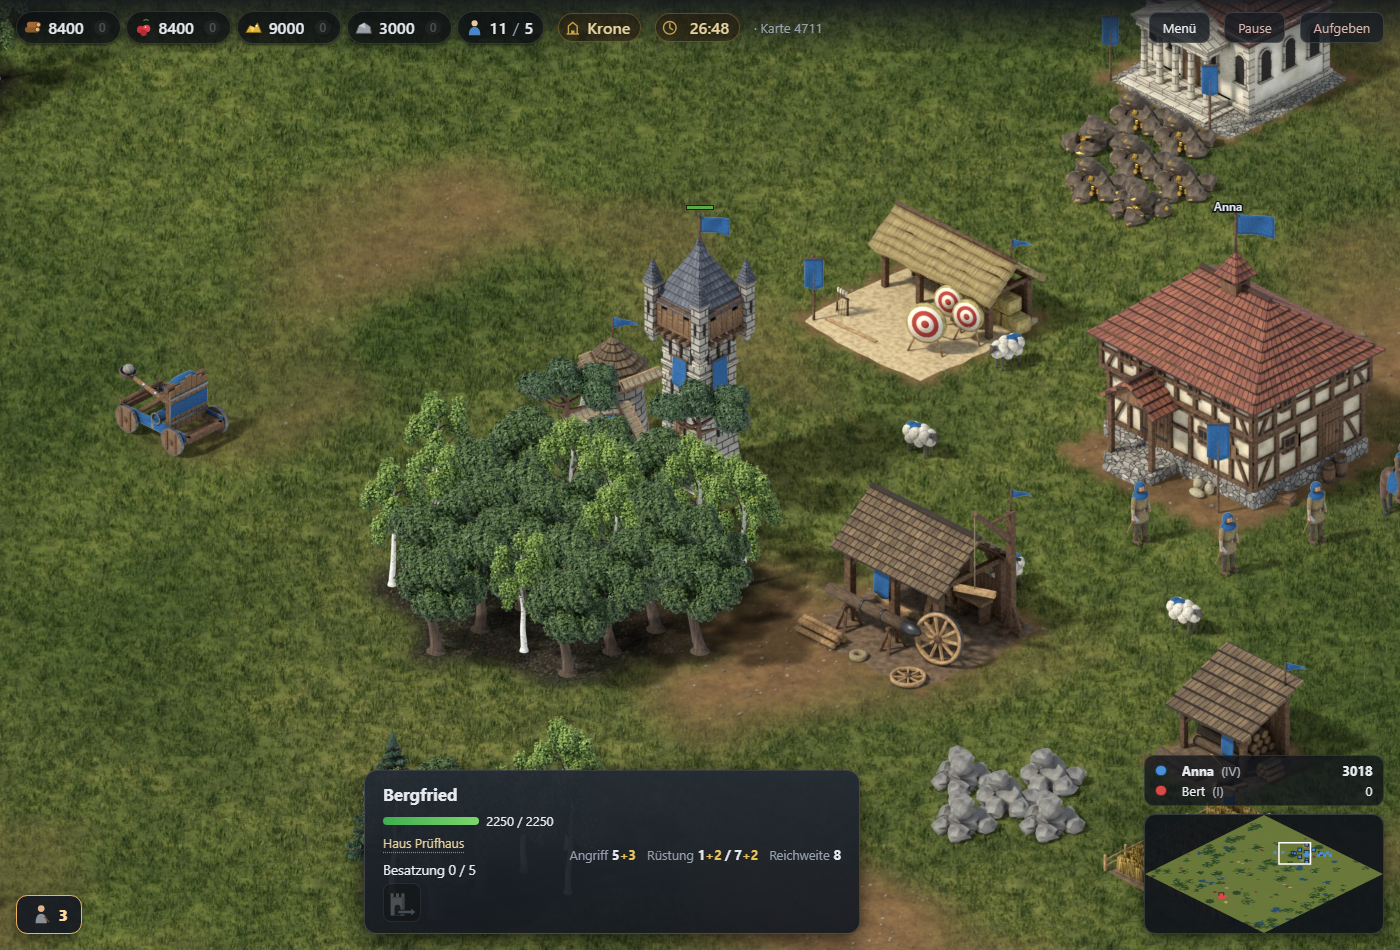 8400 0 8400 0 9000 0 3000 0 11 / 5 Krone 26:48 · Karte 4711 Menü Pause Aufgeben
Anna
Bergfried
2250 / 2250
Haus Prüfhaus
Angriff 5+3 Rüstung 1+2 / 7+2 Reichweite 8
Besatzung 0 / 5
Anna (IV) 3018
Bert (I) 0
3